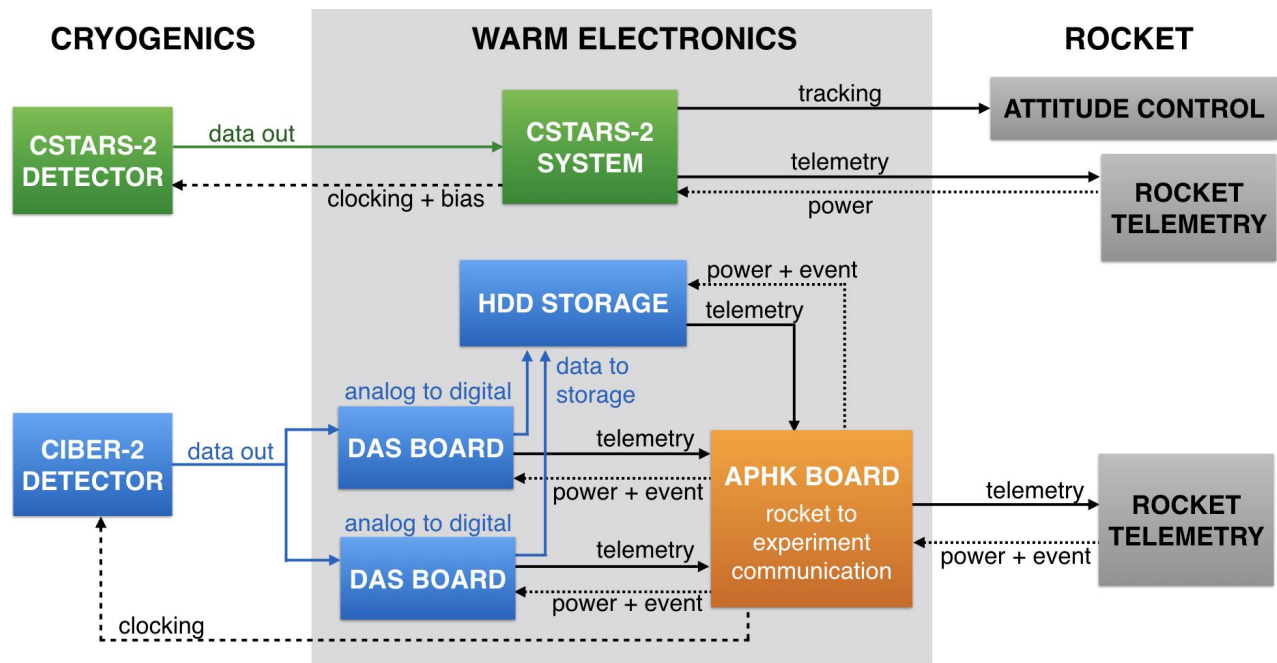 CRYOGENICS
WARM ELECTRONICS
ROCKET
CSTARS-2
DETECTOR
data out
clocking + bias
CSTARS-2
SYSTEM
tracking
ATTITUDE CONTROL
telemetry
power
ROCKET
TELEMETRY
HDD STORAGE
power + event
telemetry
data to
storage
analog to digital
DAS BOARD
CIBER-2
DETECTOR
data out
telemetry
power + event
analog to digital
DAS BOARD
telemetry
power + event
APHK BOARD
rocket to
experiment
communication
telemetry
power + event
ROCKET
TELEMETRY
clocking